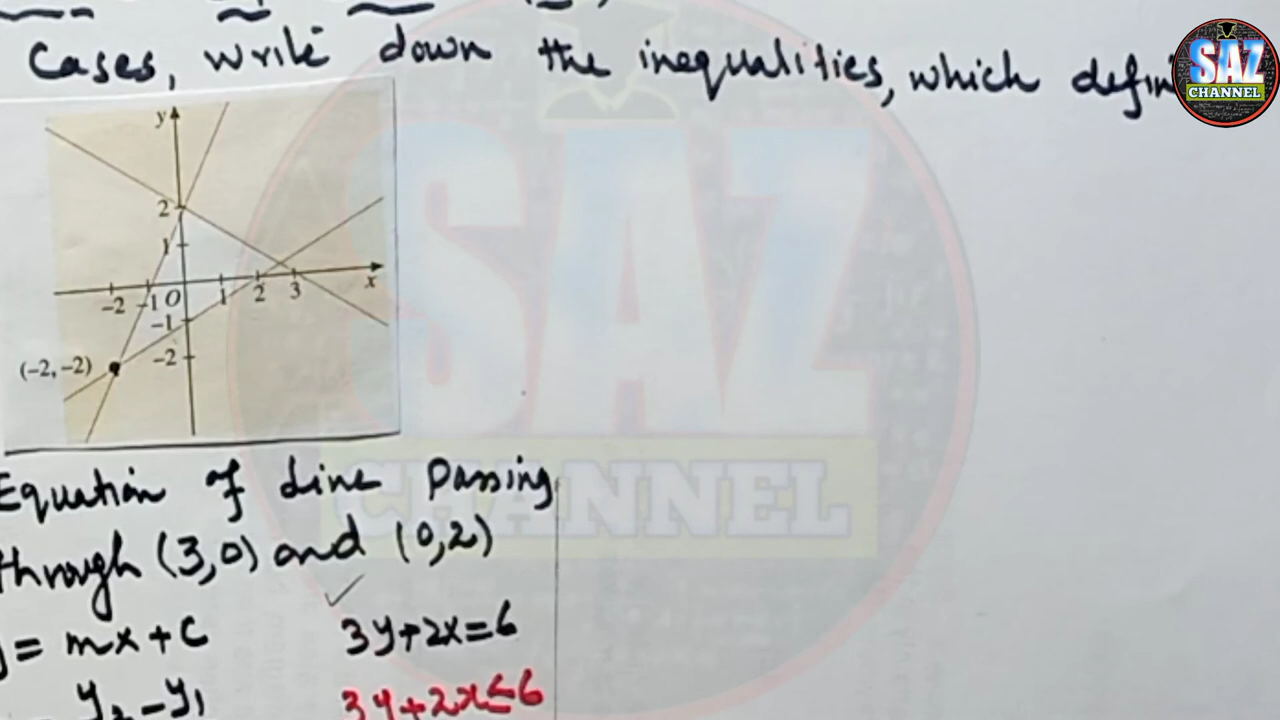 Cases, write down the inequalities, which defin
SAZ
CHANNEL
y
2
1
-2 -1 O 1 2 3 x
-1
-2
(-2, -2)
SAZ
CHANNEL
Equation of Line Passing
through (3,0) and (0,2)
= mx + c
3y+2x=6
y₂ - y₁
3y+2x≤6